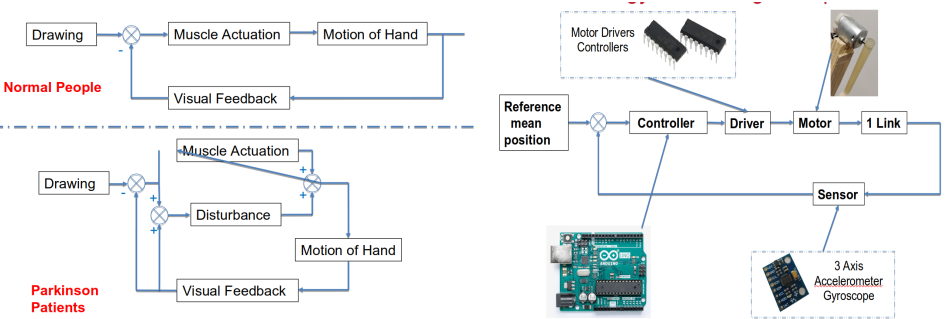 Drawing
-
Muscle Actuation
Motion of Hand
Visual Feedback
Normal People
Drawing
-
Muscle Actuation
+
+
+
+
Disturbance
Motion of Hand
Visual Feedback
Parkinson
Patients
Motor Drivers
Controllers
Reference
mean
position
Controller
Driver
Motor
1 Link
Sensor
ARDUINO
3 Axis
Accelerometer
Gyroscope